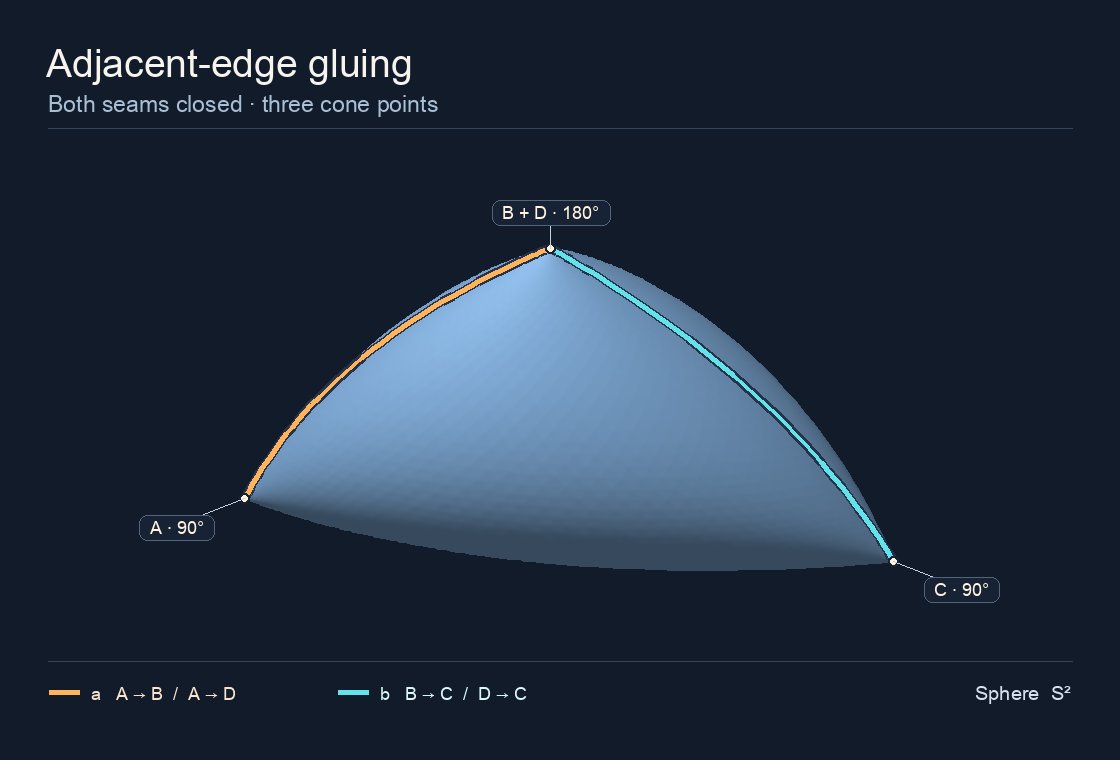 Adjacent-edge gluing
Both seams closed · three cone points
B + D · 180°
A · 90°
C · 90°
a A→B / A→D
b B→C / D→C
Sphere S²